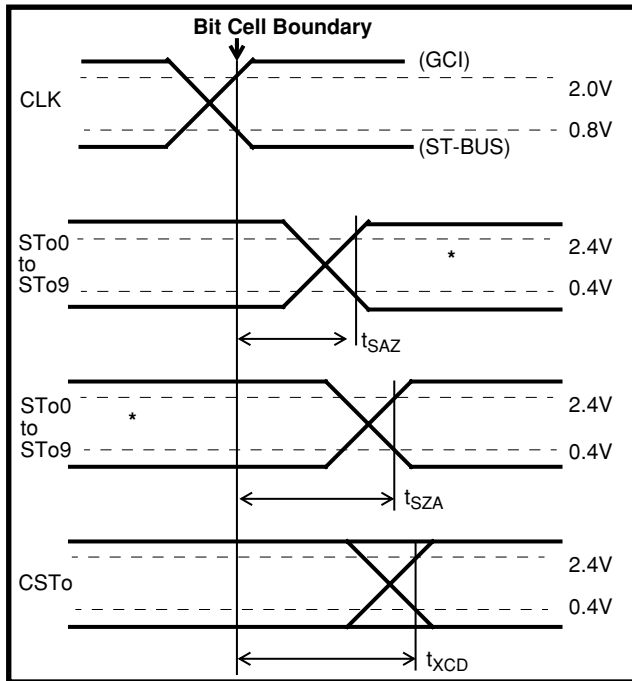 Bit Cell Boundary
(GCI)
CLK
2.0V
0.8V
(ST-BUS)
STo0
to
STo9
*
2.4V
0.4V
tSAZ
STo0
to
STo9
*
2.4V
0.4V
tSZA
CSTo
2.4V
0.4V
tXCD